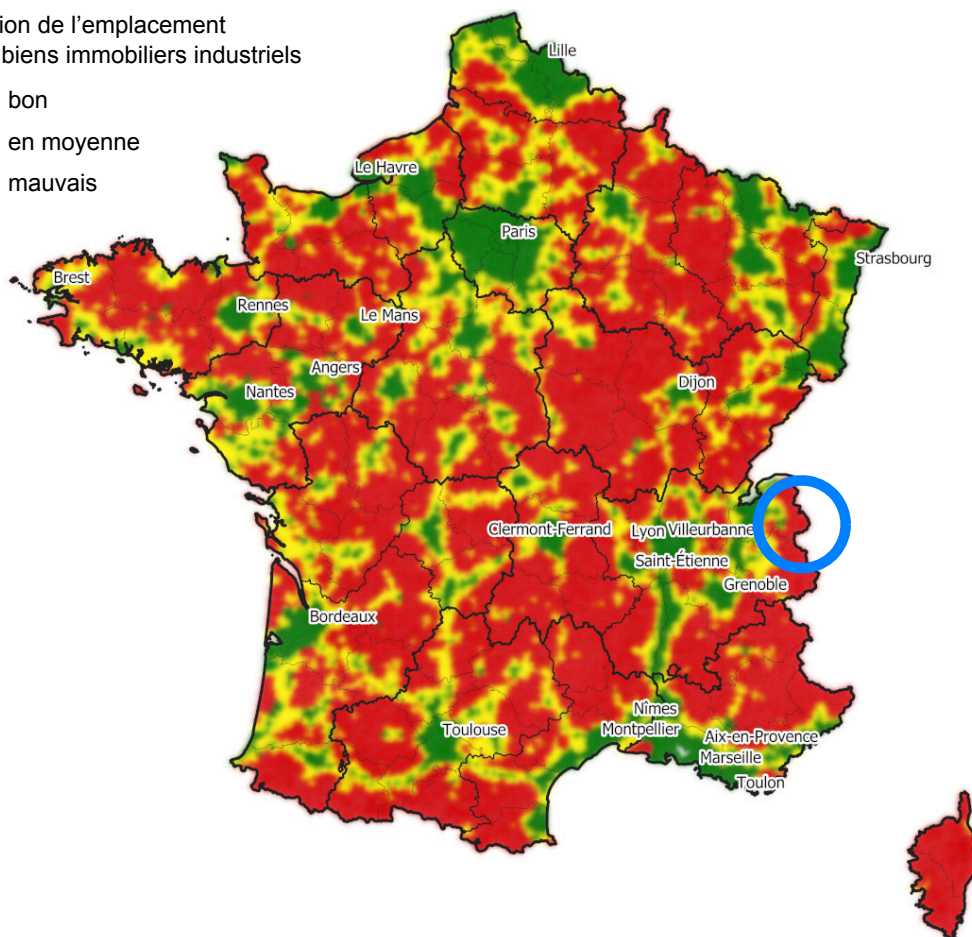 ion de l’emplacement
biens immobiliers industriels
bon
en moyenne
mauvais
Lille
Le Havre
Paris
Strasbourg
Brest
Rennes
Le Mans
Angers
Nantes
Dijon
Clermont-Ferrand
Lyon
Villeurbanne
Saint-Étienne
Grenoble
Bordeaux
Nîmes
Toulouse
Montpellier
Aix-en-Provence
Marseille
Toulon